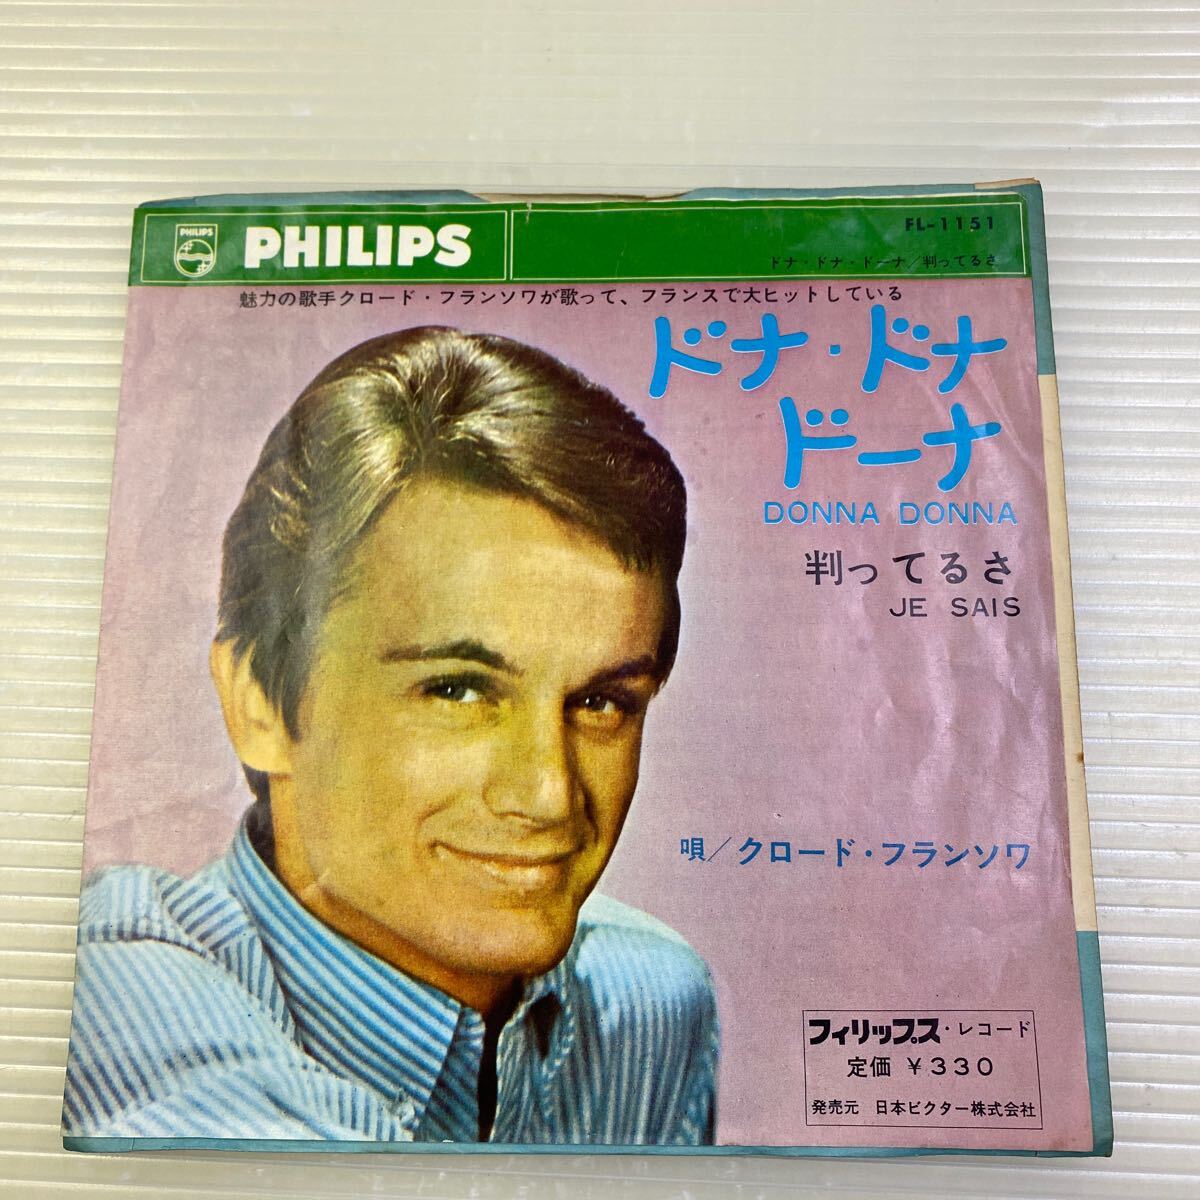 PHILIPS
PHILIPS
FL-1151
ドナ・ドナ・ドーナ／判ってるさ
魅力の歌手クロード・フランソワが歌って、フランスで大ヒットしている
ドナ・ドナ
ドーナ
DONNA DONNA
判ってるさ
JE SAIS
唄／クロード・フランソワ
フィリップス・レコード
定価 ￥330
発売元 日本ビクター株式会社